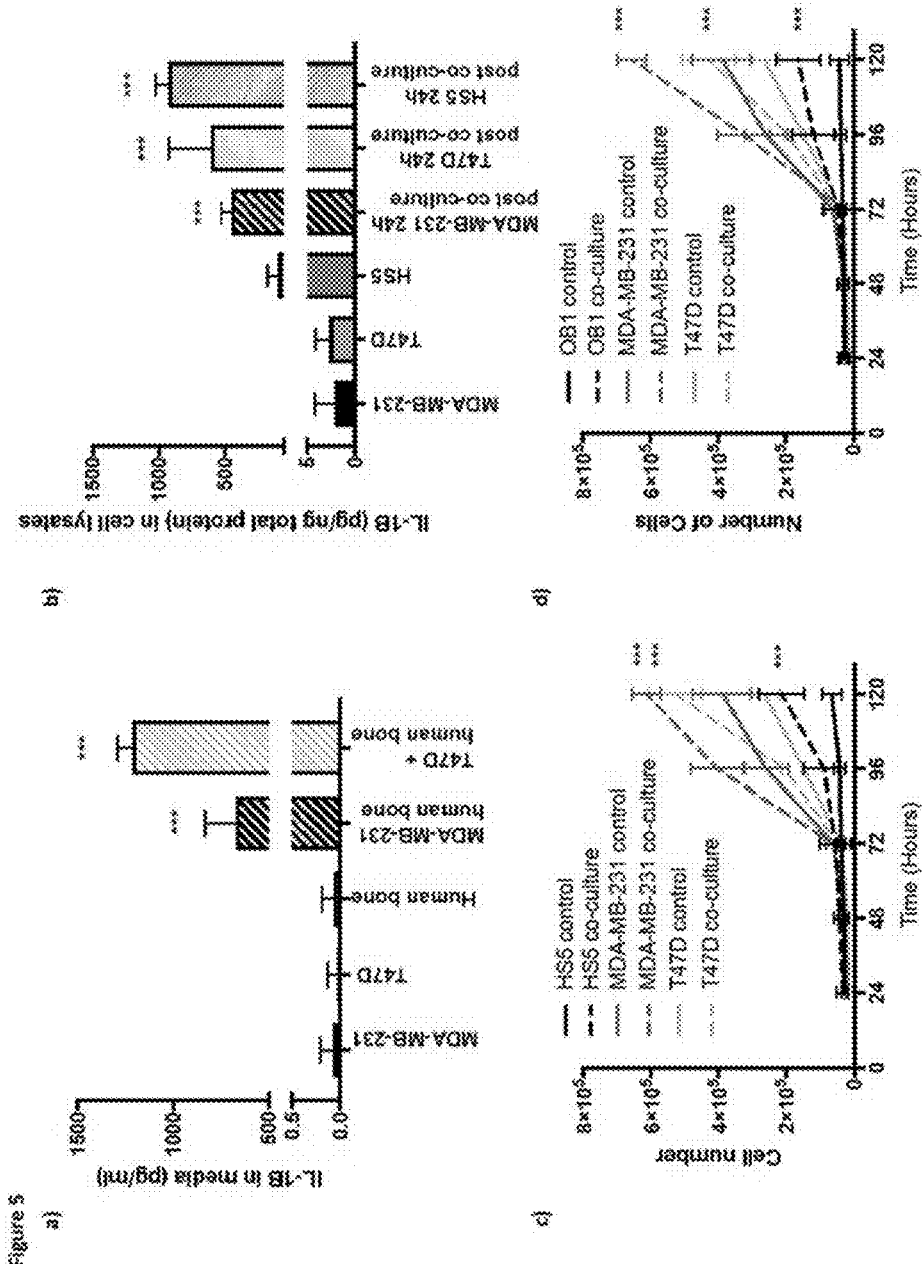 Figure 5
a)
IL-1B in media (pg/ml)
1500
1000
500
0.5
0.0
MDA-MB-231
T47D
Human bone
MDA-MB-231
human bone
T47D +
human bone
***
***
b)
IL-1B (pg/ng total protein) in cell lysates
1500
1000
500
5
0
MDA-MB-231
T47D
HS5
MDA-MB-231 24h
post co-culture
T47D 24h
post co-culture
HS5 24h
post co-culture
***
***
***
c)
Cell number
8×10⁵
6×10⁵
4×10⁵
2×10⁵
0
HS5 control
HS5 co-culture
MDA-MB-231 control
MDA-MB-231 co-culture
T47D control
T47D co-culture
***
***
***
0 24 48 72 96 120
Time (Hours)
d)
Number of Cells
8×10⁵
6×10⁵
4×10⁵
2×10⁵
0
OB1 control
OB1 co-culture
MDA-MB-231 control
MDA-MB-231 co-culture
T47D control
T47D co-culture
***
***
***
0 24 48 72 96 120
Time (Hours)